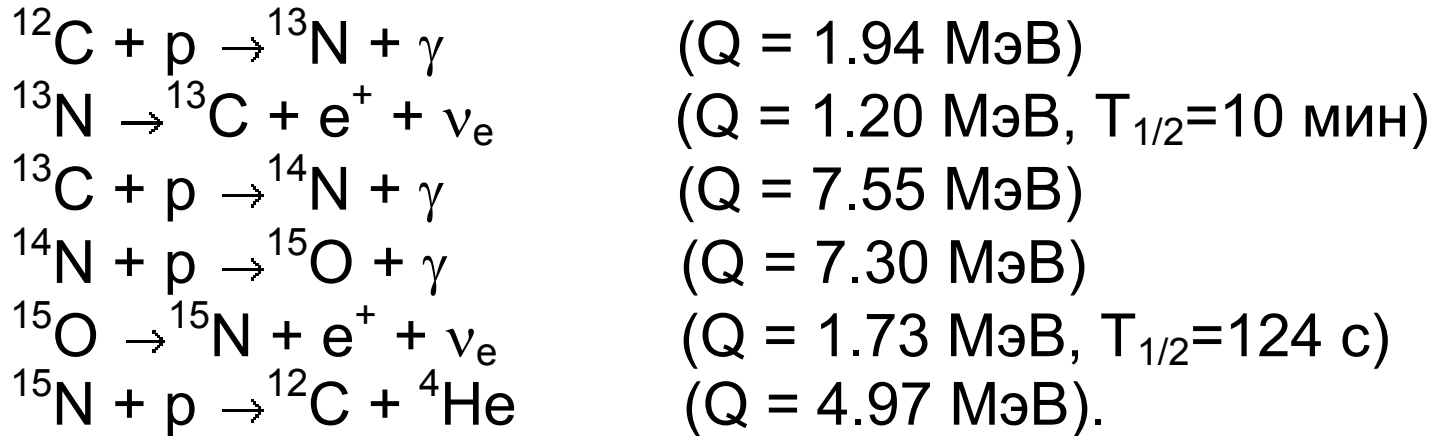 ¹²C + p →¹³N + γ (Q = 1.94 МэВ)
¹³N →¹³C + e⁺ + νₑ (Q = 1.20 МэВ, T₁/₂=10 мин)
¹³C + p →¹⁴N + γ (Q = 7.55 МэВ)
¹⁴N + p →¹⁵O + γ (Q = 7.30 МэВ)
¹⁵O →¹⁵N + e⁺ + νₑ (Q = 1.73 МэВ, T₁/₂=124 с)
¹⁵N + p →¹²C + ⁴He (Q = 4.97 МэВ).